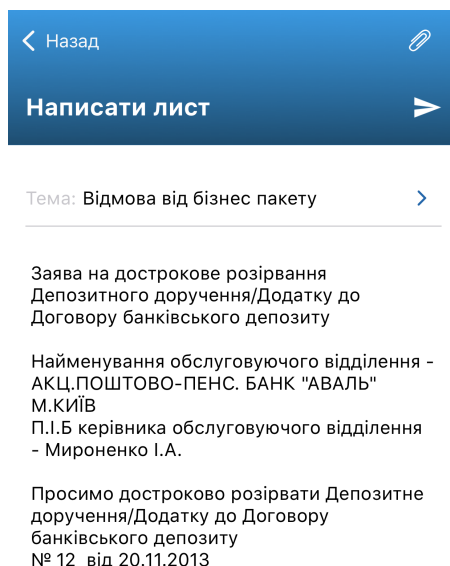 Назад
Написати лист
Тема: Відмова від бізнес пакету
Заява на дострокове розірвання
Депозитного доручення/Додатку до
Договору банківського депозиту
Найменування обслуговуючого відділення -
АКЦ.ПОШТОВО-ПЕНС. БАНК "АВАЛЬ"
М.КИЇВ
П.І.Б керівника обслуговуючого відділення
- Мироненко І.А.
Просимо достроково розірвати Депозитне
доручення/Додатку до Договору
банківського депозиту
№ 12  від 20.11.2013